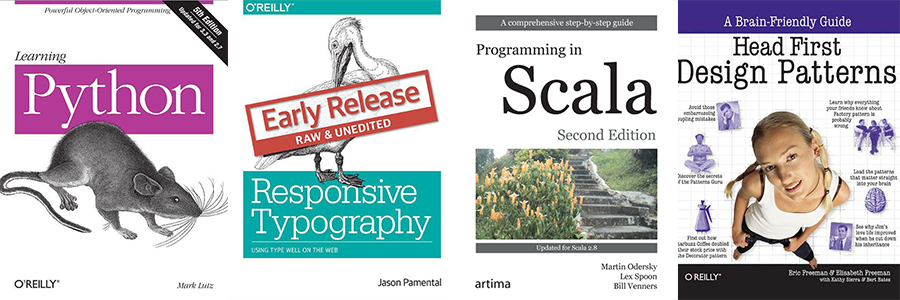 Powerful Object-Oriented Programming
5th Edition
Updated for 3.3 and 2.7
Learning
Python
O'REILLY®
Mark Lutz
O'REILLY®
Early Release
RAW & UNEDITED
Responsive
Typography
USING TYPE WELL ON THE WEB
Jason Pamental
A comprehensive step-by-step guide
Programming in
Scala
Second Edition
Updated for Scala 2.8
artima
Martin Odersky
Lex Spoon
Bill Venners
A Brain-Friendly Guide
Head First
Design Patterns
Avoid those
embarrassing
oupling mistakes
Learn why everything
your friends know about
Factory pattern is
probably
wrong
Discover the secrets
f the Patterns Guru
Load the patterns
that matter straight
into your brain
Find out how
tarbuzz Coffee doubled
their stock price with
the Decorator pattern
See why Jim's
love life improved
when he cut down
his inheritance
O'REILLY®
Eric Freeman & Elisabeth Freeman
with Kathy Sierra & Bert Bates